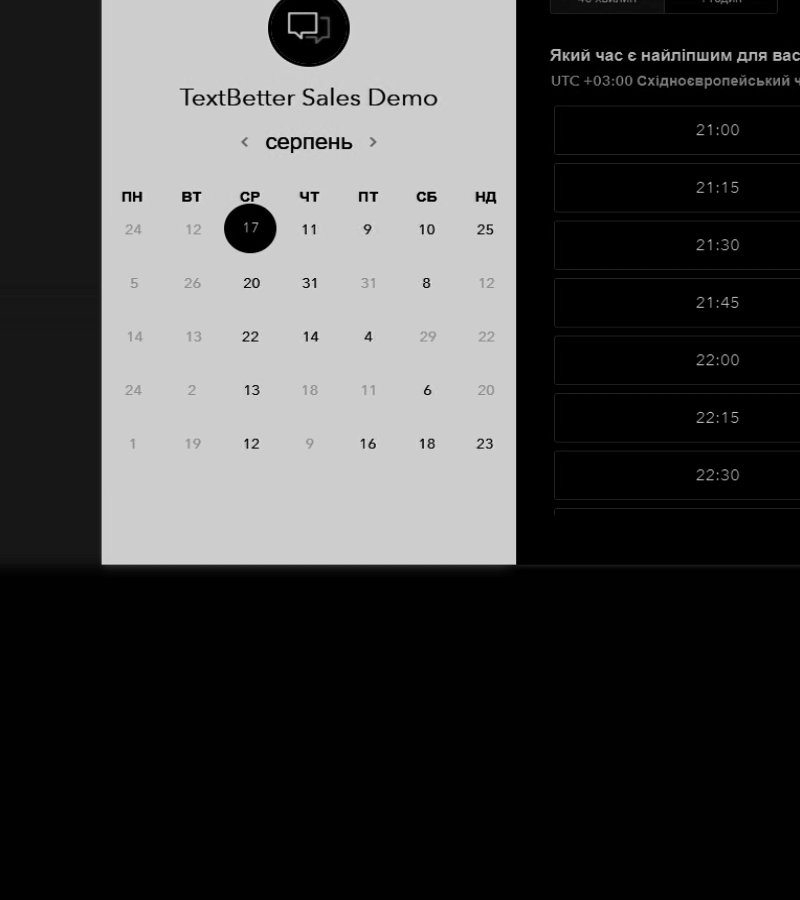 TextBetter Sales Demo
серпень
ПН ВТ СР ЧТ ПТ СБ НД
24 12 17 11 9 10 25
5 26 20 31 31 8 12
14 13 22 14 4 29 22
24 2 13 18 11 6 20
1 19 12 9 16 18 23
Який час є найліпшим для вас
UTC +03:00 Східноєвропейський ч
21:00
21:15
21:30
21:45
22:00
22:15
22:30